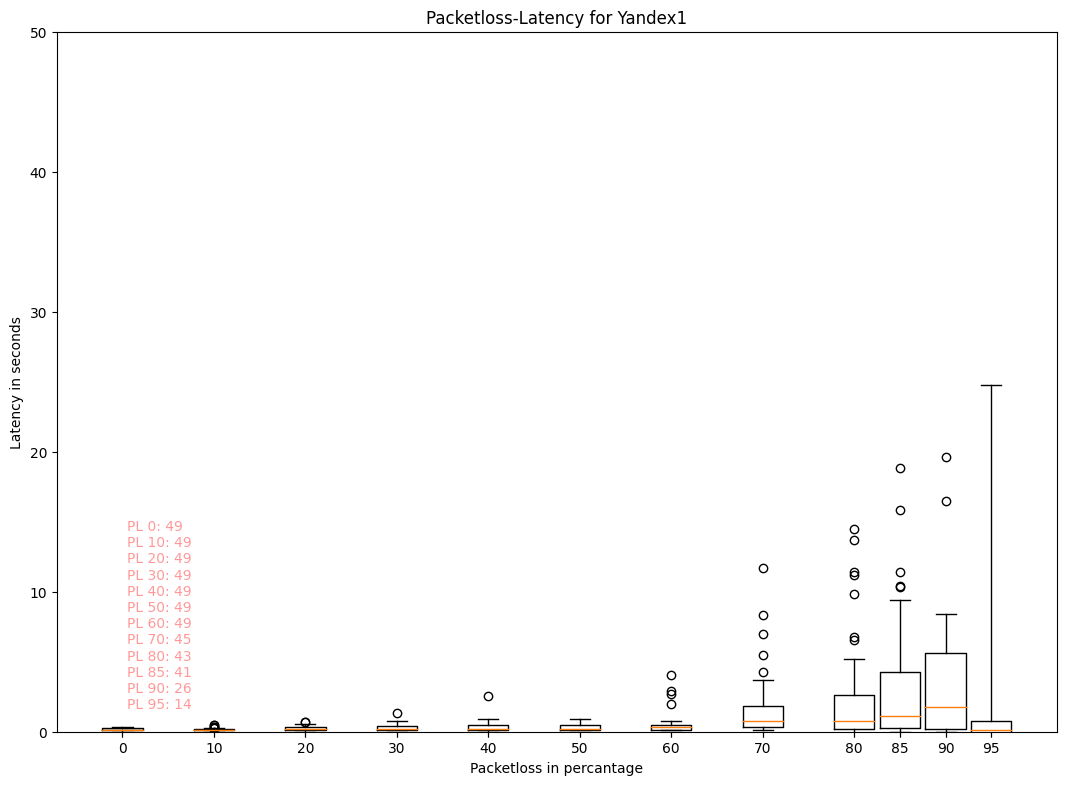 Packetloss-Latency for Yandex1
50
40
30
20
10
0
Latency in seconds
PL 0: 49
PL 10: 49
PL 20: 49
PL 30: 49
PL 40: 49
PL 50: 49
PL 60: 49
PL 70: 45
PL 80: 43
PL 85: 41
PL 90: 26
PL 95: 14
0 10 20 30 40 50 60 70 80 85 90 95
Packetloss in percantage